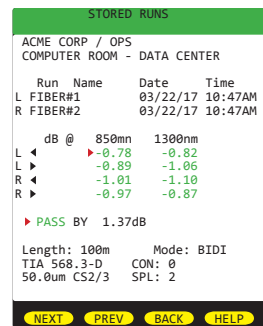 STORED RUNS
ACME CORP / OPS
COMPUTER ROOM - DATA CENTER
Run Name Date Time
L FIBER#1 03/22/17 10:47AM
R FIBER#2 03/22/17 10:47AM
dB @ 850mn 1300nm
L ◀ ▶-0.78 -0.82
L ▶ -0.89 -1.06
R ◀ -1.01 -1.10
R ▶ -0.97 -0.87
▶ PASS BY 1.37dB
Length: 100m Mode: BIDI
TIA 568.3-D CON: 0
50.0um CS2/3 SPL: 2
NEXT PREV BACK HELP